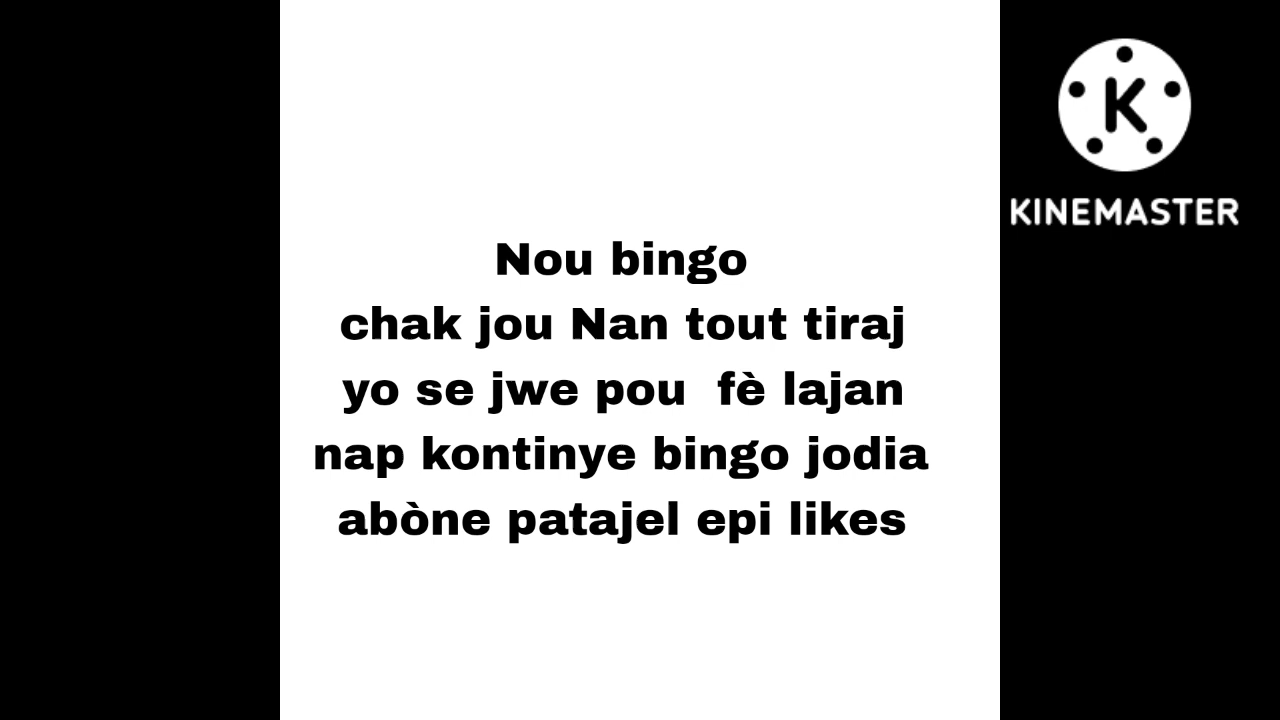 Nou bingo
chak jou Nan tout tiraj
yo se jwe pou  fè lajan
nap kontinye bingo jodia
abòne patajel epi likes
K
KINEMASTER